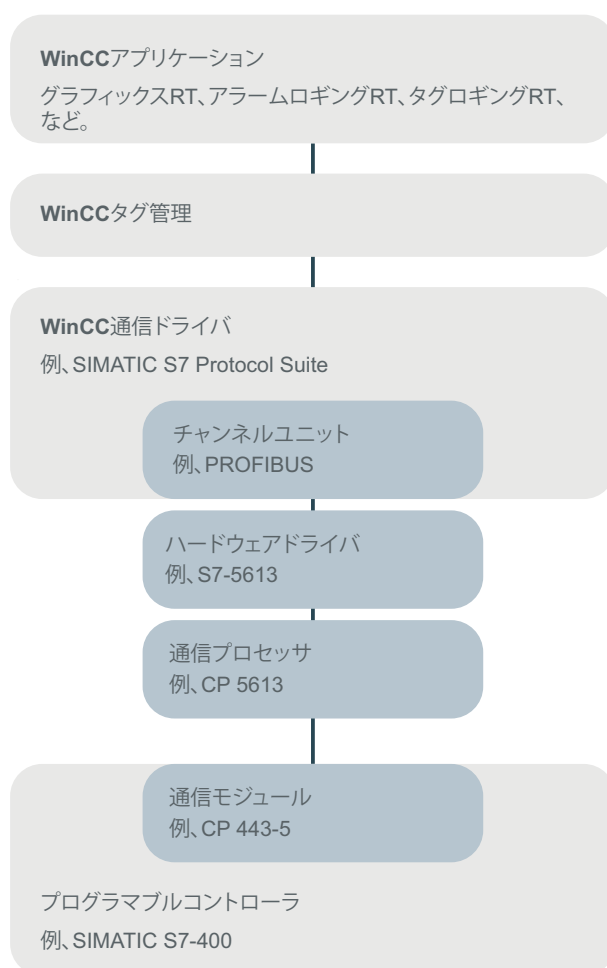 WinCCアプリケーション
グラフィックスRT、アラームロギングRT、タグロギングRT、
など。
WinCCタグ管理
WinCC通信ドライバ
例、SIMATIC S7 Protocol Suite
チャンネルユニット
例、PROFIBUS
ハードウェアドライバ
例、S7-5613
通信プロセッサ
例、CP 5613
通信モジュール
例、CP 443-5
プログラマブルコントローラ
例、SIMATIC S7-400